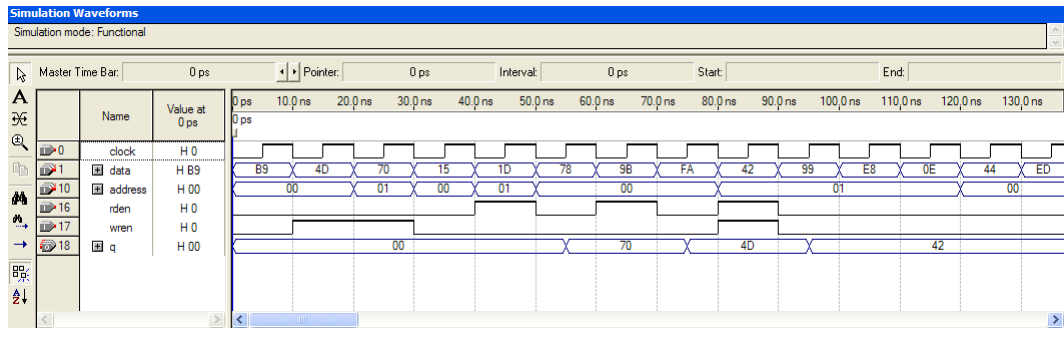 Simulation Waveforms
Simulation mode: Functional
Master Time Bar: 0 ps Pointer: 0 ps Interval: 0 ps Start: End:
Name Value at 0 ps
0 ps 10.0 ns 20.0 ns 30.0 ns 40.0 ns 50.0 ns 60.0 ns 70.0 ns 80.0 ns 90.0 ns 100.0 ns 110.0 ns 120.0 ns 130.0 ns
0 ps
0 clock H 0
1 data H B9 B9 4D 70 15 1D 78 9B FA 42 99 E8 0E 44 ED
10 address H 00 00 01 00 01 00 01 00
16 rden H 0
17 wren H 0
18 q H 00 00 70 4D 42